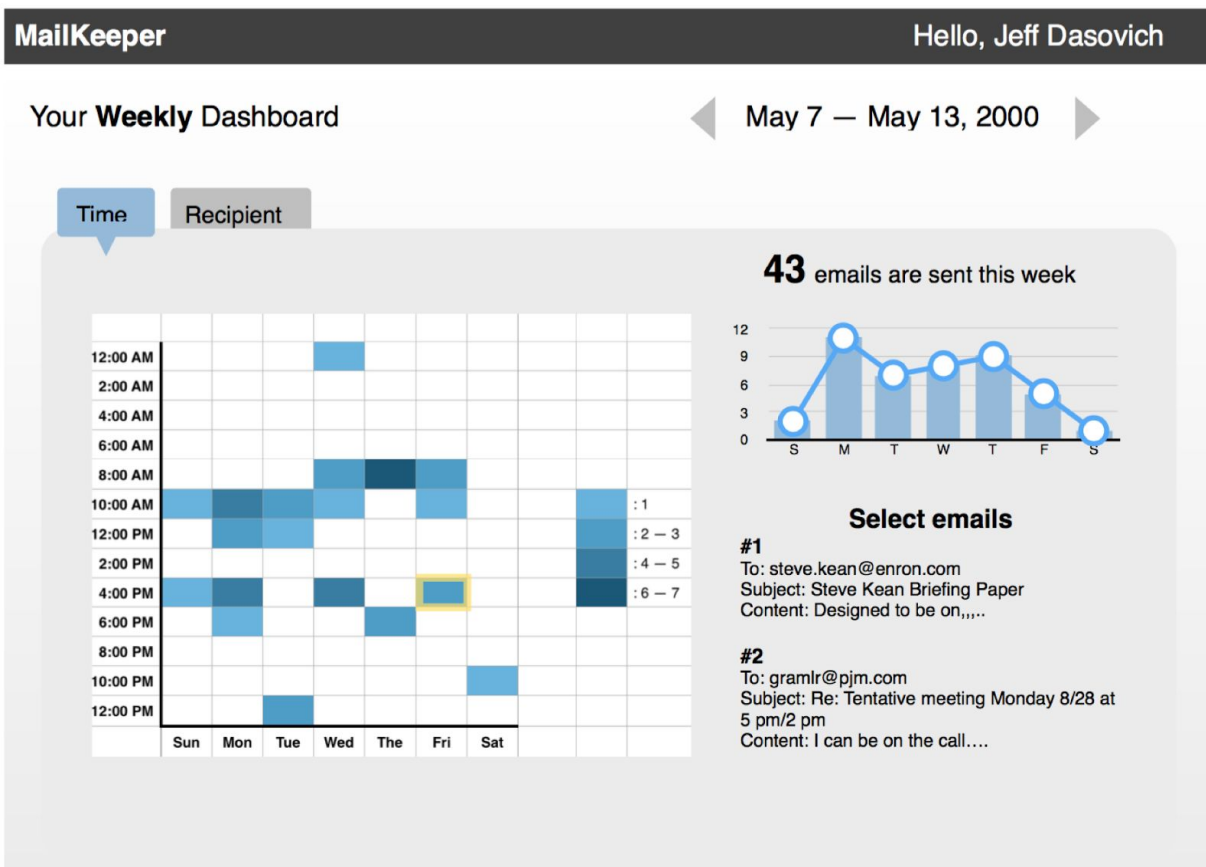 MailKeeper
Hello, Jeff Dasovich
Your Weekly Dashboard
May 7 — May 13, 2000
Time
Recipient
12:00 AM
2:00 AM
4:00 AM
6:00 AM
8:00 AM
10:00 AM
12:00 PM
2:00 PM
4:00 PM
6:00 PM
8:00 PM
10:00 PM
12:00 PM
Sun Mon Tue Wed The Fri Sat
: 1
: 2 — 3
: 4 — 5
: 6 — 7
43 emails are sent this week
12
9
6
3
0
S M T W T F S
Select emails
#1
To: steve.kean@enron.com
Subject: Steve Kean Briefing Paper
Content: Designed to be on,,,..
#2
To: gramlr@pjm.com
Subject: Re: Tentative meeting Monday 8/28 at
5 pm/2 pm
Content: I can be on the call….